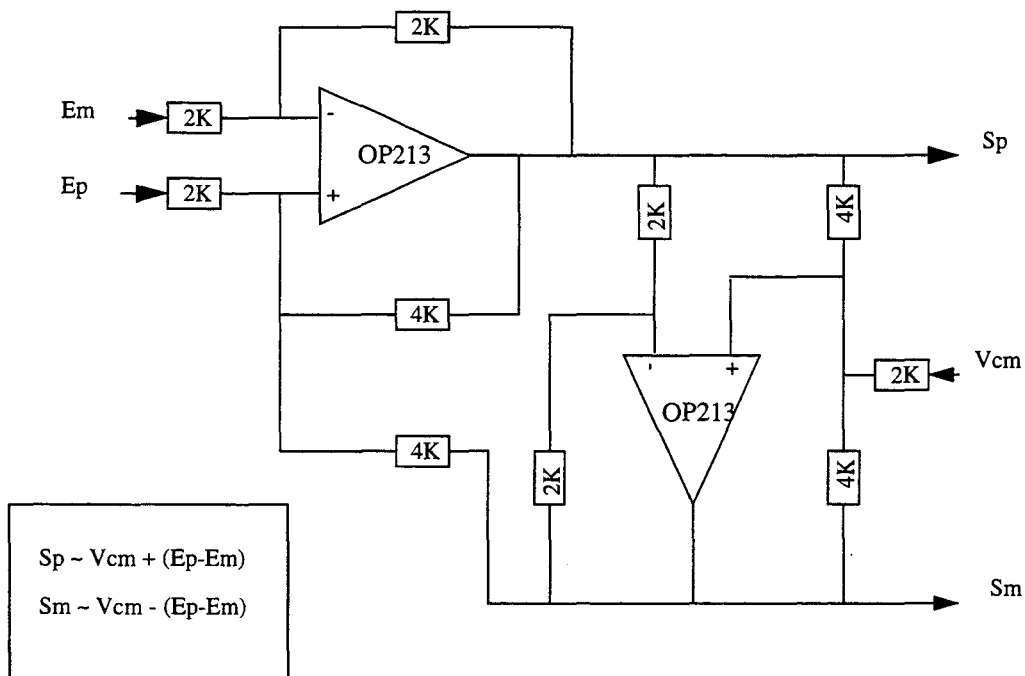 2K
Em
2K
-
OP213
Sp
Ep
2K
+
2K
4K
4K
-
+
Vcm
2K
OP213
4K
2K
4K
Sp ~ Vcm + (Ep-Em)
Sm ~ Vcm - (Ep-Em)
Sm